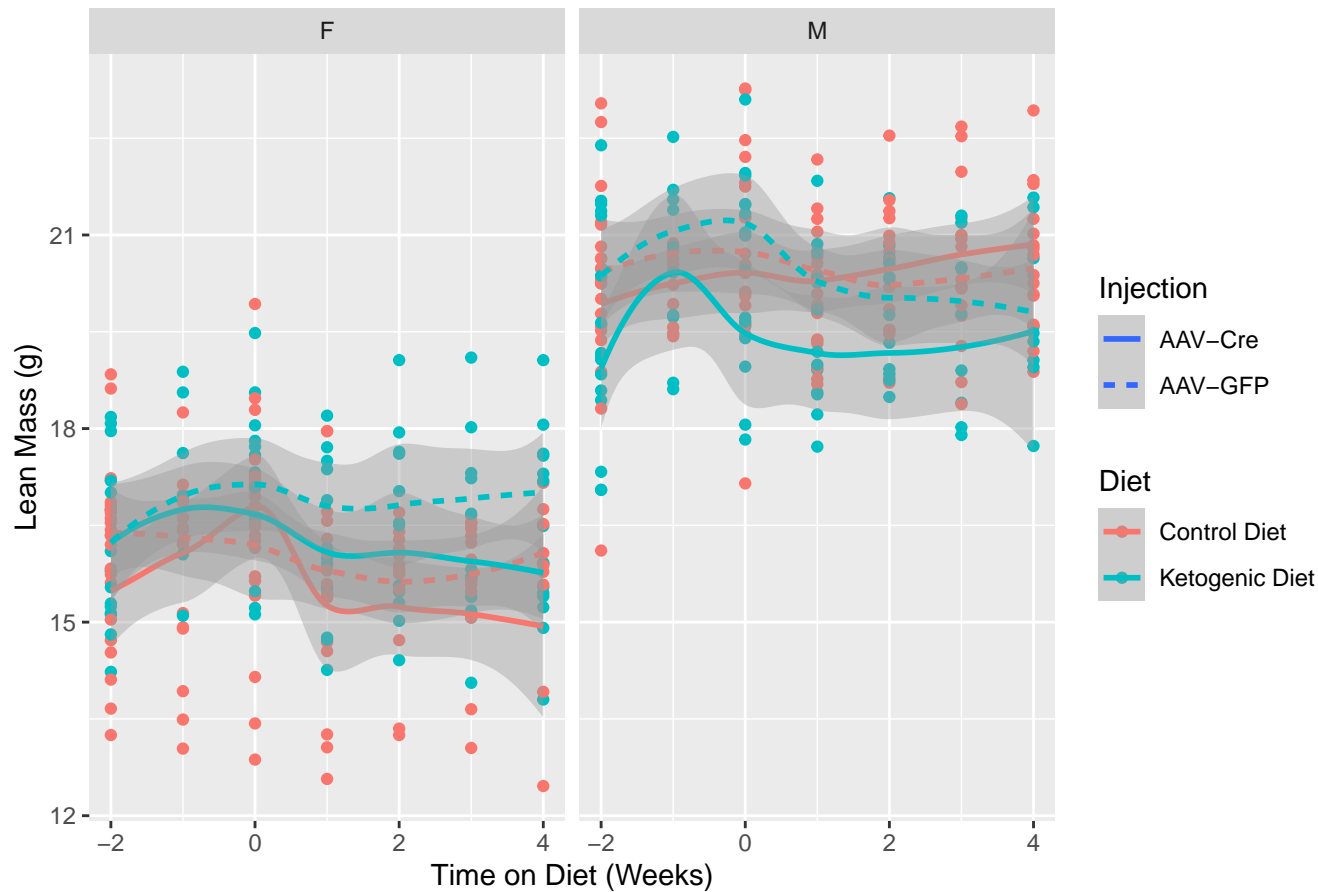 F
M
21
18
15
12
−2
0
2
4
−2
0
2
4
Lean Mass (g)
Time on Diet (Weeks)
Injection
AAV−Cre
AAV−GFP
Diet
Control Diet
Ketogenic Diet